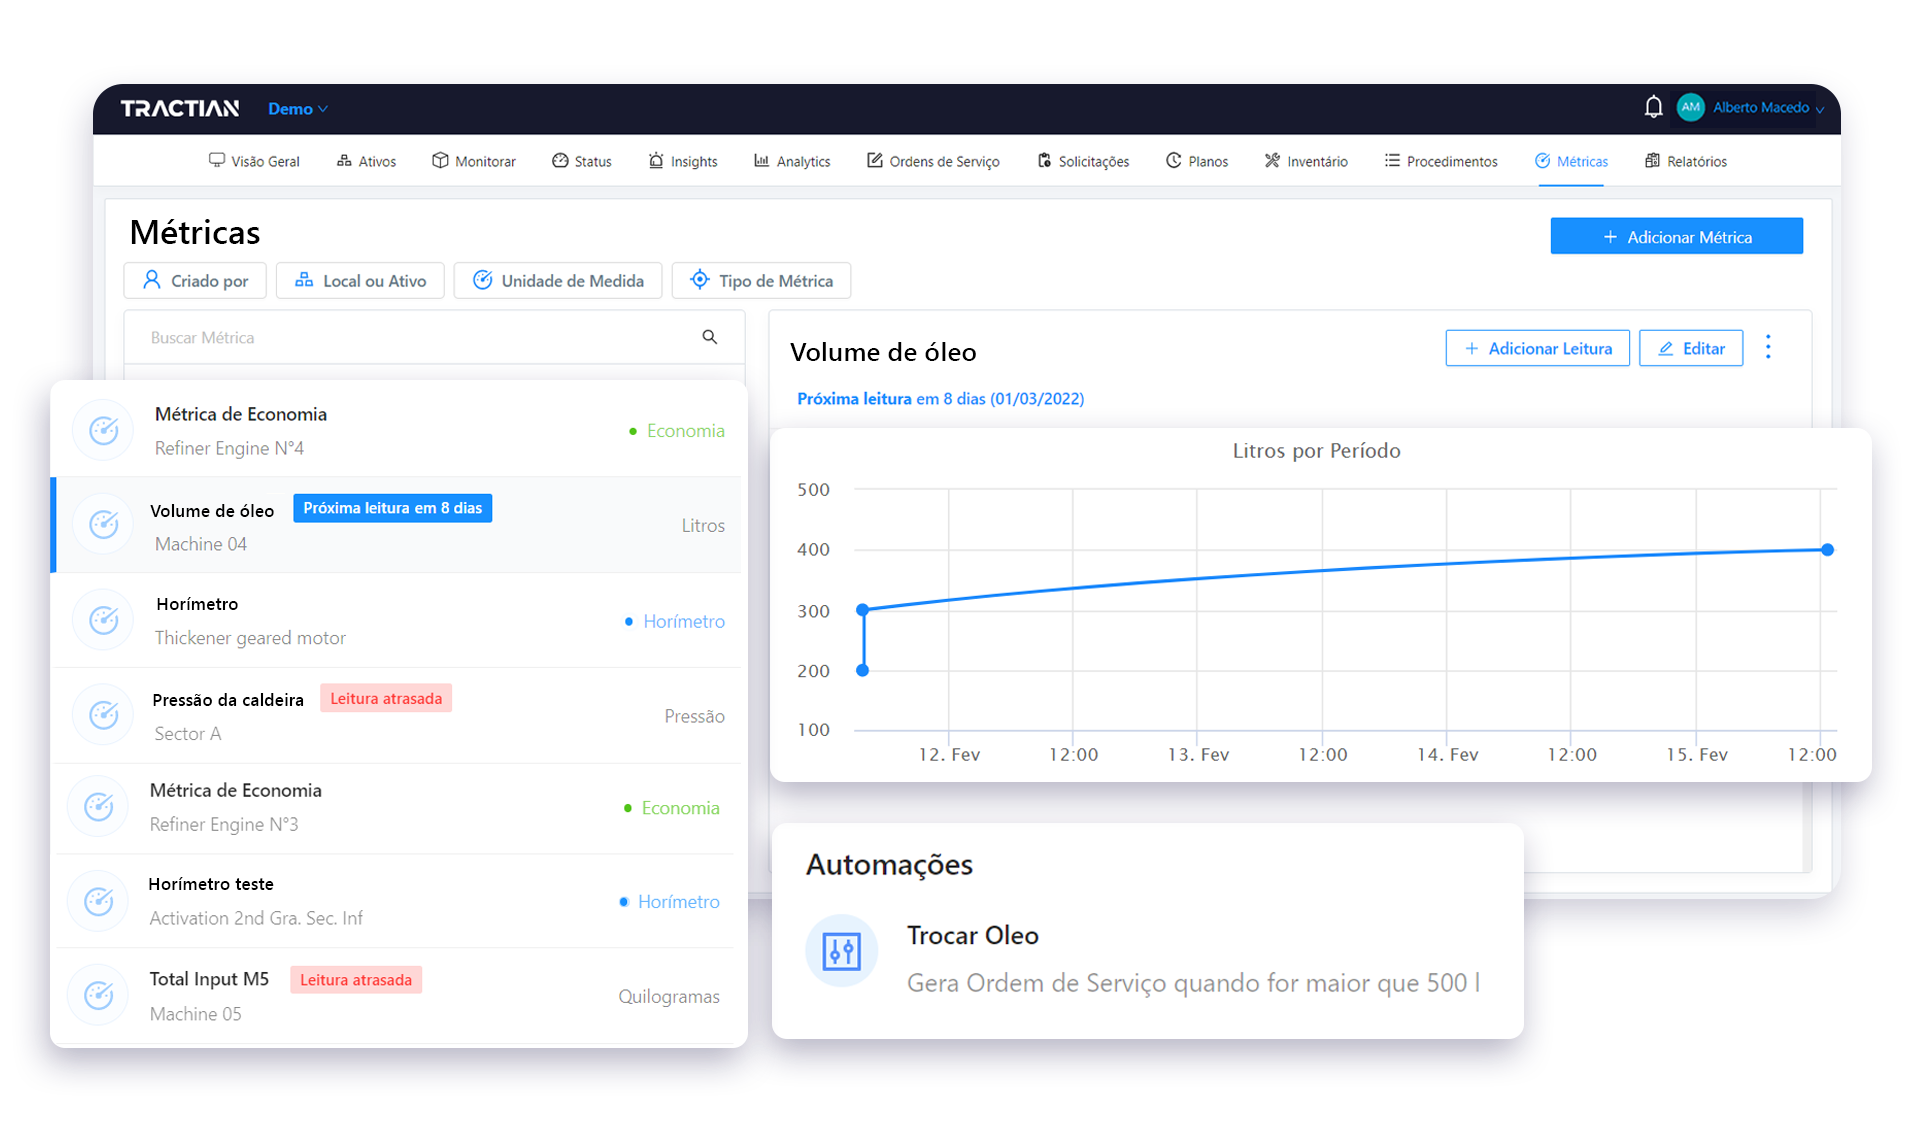 TRACTIAN Demo AM Alberto Macedo
Visão Geral Ativos Monitorar Status Insights Analytics Ordens de Serviço Solicitações Planos Inventário Procedimentos Métricas Relatórios
Métricas
+ Adicionar Métrica
Criado por Local ou Ativo Unidade de Medida Tipo de Métrica
Buscar Métrica
Métrica de Economia
Refiner Engine N°4
Economia
Volume de óleo Próxima leitura em 8 dias
Machine 04
Litros
Horímetro
Thickener geared motor
Horímetro
Pressão da caldeira Leitura atrasada
Sector A
Pressão
Métrica de Economia
Refiner Engine N°3
Economia
Horímetro teste
Activation 2nd Gra. Sec. Inf
Horímetro
Total Input M5 Leitura atrasada
Machine 05
Quilogramas
Volume de óleo
+ Adicionar Leitura Editar
Próxima leitura em 8 dias (01/03/2022)
Litros por Período
500
400
300
200
100
12. Fev 12:00 13. Fev 12:00 14. Fev 12:00 15. Fev 12:00
Automações
Trocar Oleo
Gera Ordem de Serviço quando for maior que 500 l